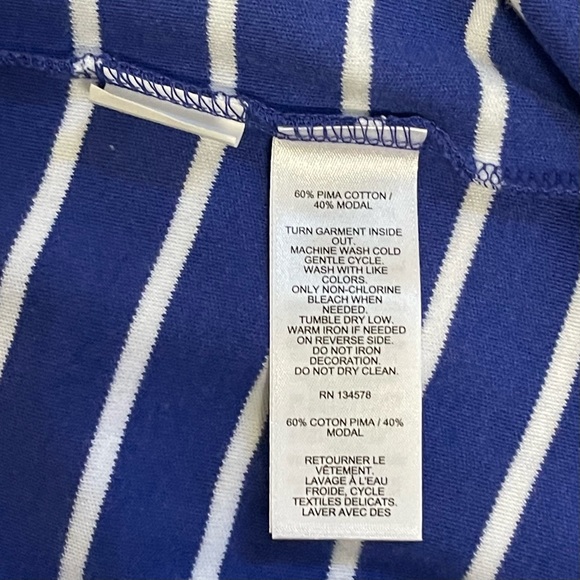 60% PIMA COTTON /
40% MODAL
TURN GARMENT INSIDE
OUT.
MACHINE WASH COLD
GENTLE CYCLE.
WASH WITH LIKE
COLORS.
ONLY NON-CHLORINE
BLEACH WHEN
NEEDED.
TUMBLE DRY LOW.
WARM IRON IF NEEDED
ON REVERSE SIDE.
DO NOT IRON
DECORATION.
DO NOT DRY CLEAN.
RN 134578
60% COTON PIMA / 40%
MODAL
RETOURNER LE
VÊTEMENT.
LAVAGE À L'EAU
FROIDE, CYCLE
TEXTILES DELICATS.
LAVER AVEC DES